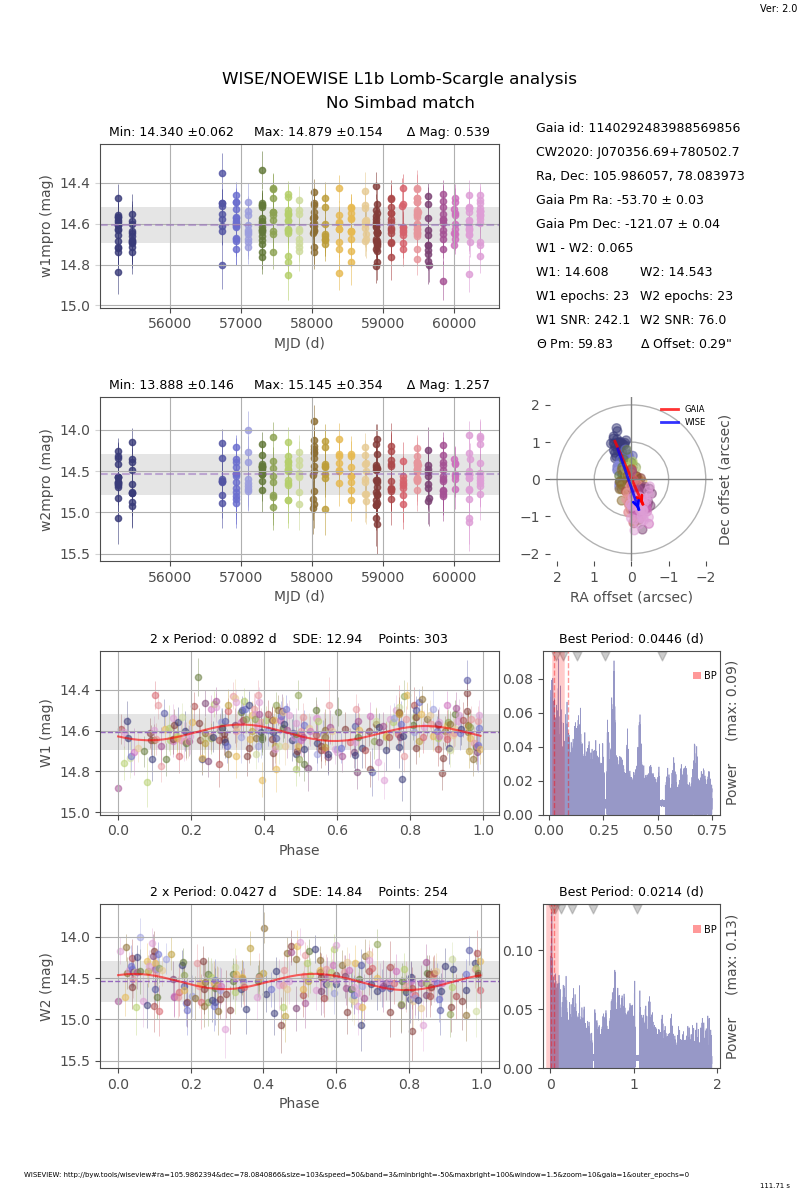 Ver: 2.0
WISE/NOEWISE L1b Lomb-Scargle analysis
No Simbad match
Min: 14.340 ±0.062 Max: 14.879 ±0.154 Δ Mag: 0.539
14.4
14.6
14.8
15.0
w1mpro (mag)
56000 57000 58000 59000 60000
MJD (d)
Gaia id: 1140292483988569856
CW2020: J070356.69+780502.7
Ra, Dec: 105.986057, 78.083973
Gaia Pm Ra: -53.70 ± 0.03
Gaia Pm Dec: -121.07 ± 0.04
W1 - W2: 0.065
W1: 14.608 W2: 14.543
W1 epochs: 23 W2 epochs: 23
W1 SNR: 242.1 W2 SNR: 76.0
Θ Pm: 59.83 Δ Offset: 0.29"
Min: 13.888 ±0.146 Max: 15.145 ±0.354 Δ Mag: 1.257
14.0
14.5
15.0
15.5
w2mpro (mag)
56000 57000 58000 59000 60000
MJD (d)
GAIA
WISE
2
1
0
−1
−2
2 1 0 −1 −2
RA offset (arcsec)
Dec offset (arcsec)
2 x Period: 0.0892 d SDE: 12.94 Points: 303
14.4
14.6
14.8
15.0
W1 (mag)
0.0 0.2 0.4 0.6 0.8 1.0
Phase
Best Period: 0.0446 (d)
BP
0.08
0.06
0.04
0.02
0.00
0.00 0.25 0.50 0.75
Power (max: 0.09)
2 x Period: 0.0427 d SDE: 14.84 Points: 254
14.0
14.5
15.0
15.5
W2 (mag)
0.0 0.2 0.4 0.6 0.8 1.0
Phase
Best Period: 0.0214 (d)
BP
0.10
0.05
0.00
0 1 2
Power (max: 0.13)
WISEVIEW: http://byw.tools/wiseview#ra=105.9862394&dec=78.0840866&size=103&speed=50&band=3&minbright=-50&maxbright=100&window=1.5&zoom=10&gaia=1&outer_epochs=0
111.71 s